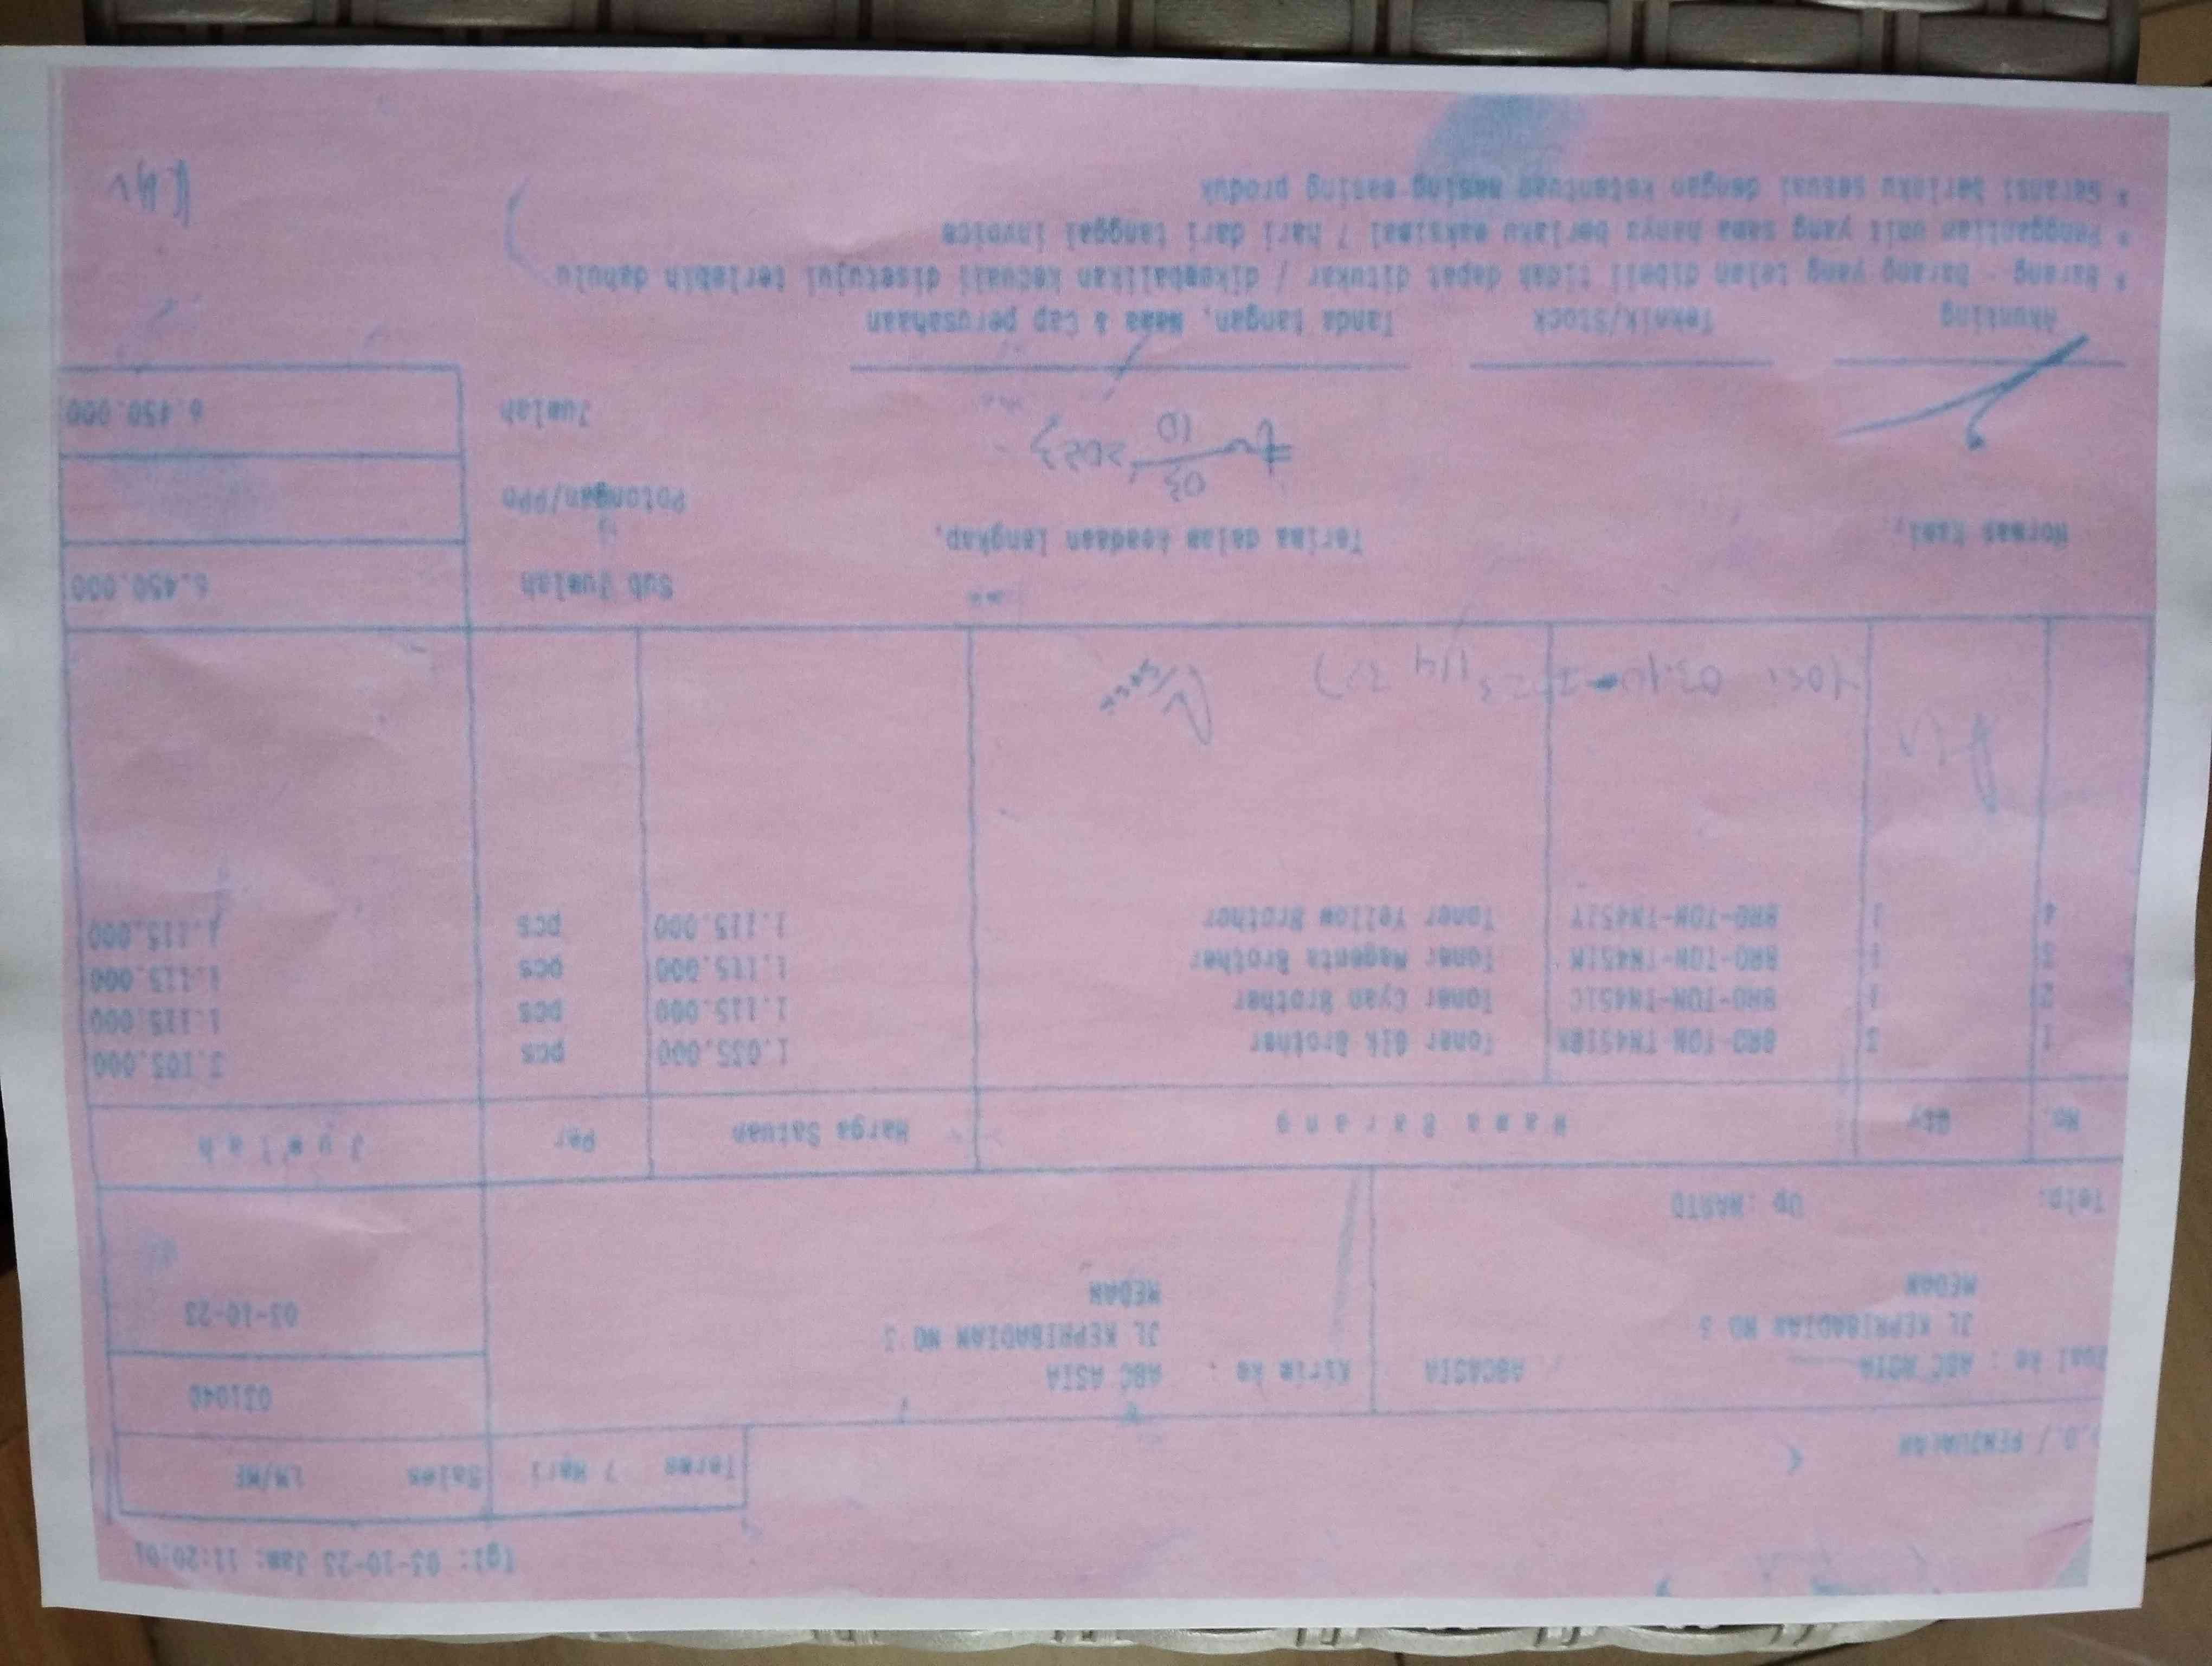 Tgl: 03-10-23 Jam: 11:20:01
Terms 7 Hari Sales LM/MF
/ PENJUALAN
031040
ke : ABC ASIA ABCASIA Kirim ke : ABC ASIA
JL KEPRIBADIAN NO 3 JL KEPRIBADIAN NO 3
MEDAN MEDAN
03-10-23
Telp: Up :WARTO
No. Qty Nama Barang Harga Satuan Per Jumlah
1 3 BRO-TON-TN451BK Toner Blk Brother 1.035.000 pcs 3.105.000
2 1 BRO-TON-TN451C Toner Cyan Brother 1.115.000 pcs 1.115.000
3 1 BRO-TON-TN451M Toner Magenta Brother 1.115.000 pcs 1.115.000
4 1 BRO-TON-TN451Y Toner Yellow Brother 1.115.000 pcs 1.115.000
Sub Jumlah 6.450.000
Hormat Kami, Terima dalam keadaan lengkap,
Potongan/PPn
03/10 2023
Jumlah 6.450.000
Akunting Teknik/Stock Tanda tangan, Nama & Cap perusahaan
* Barang - barang yang telah dibeli tidak dapat ditukar / dikembalikan kecuali disetujui terlebih dahulu
* Penggantian unit yang sama hanya berlaku maksimal 7 hari dari tanggal invoice
* Garansi berlaku sesuai dengan ketentuan masing masing produk